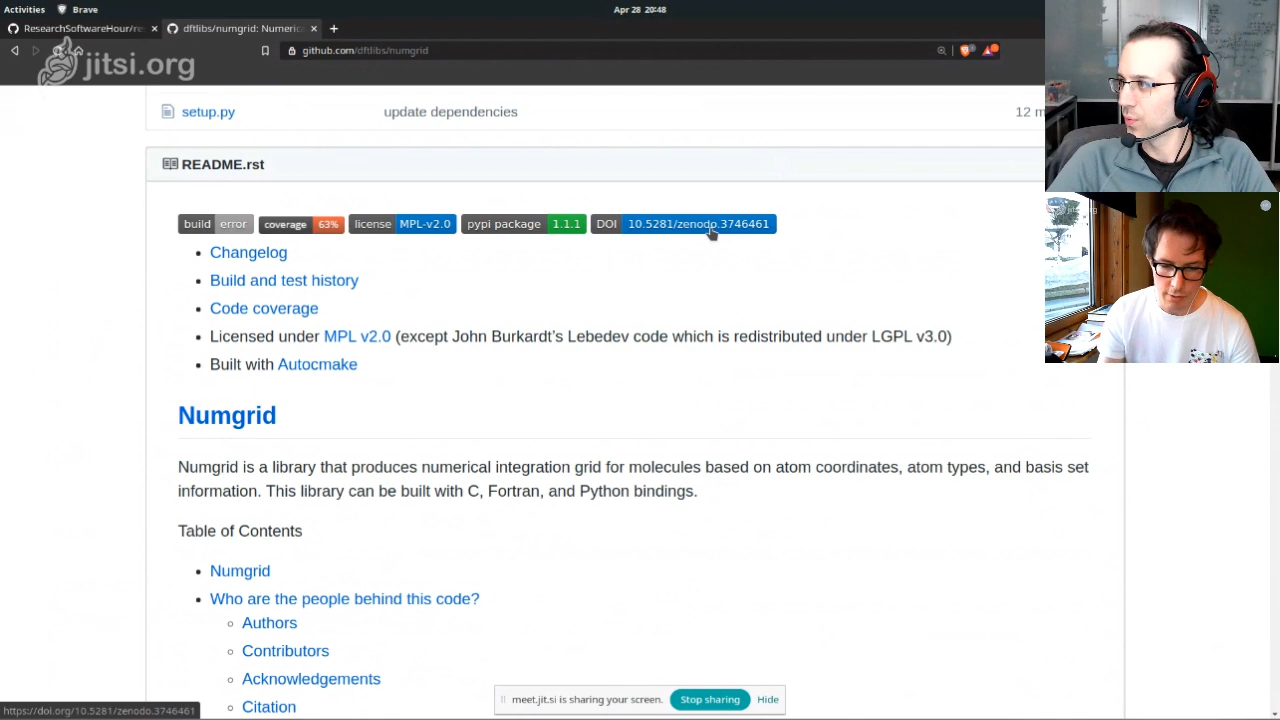 Activities Brave Apr 28 20:48
ResearchSoftwareHour/re dftlibs/numgrid: Numerica
github.com/dftlibs/numgrid
jitsi.org
setup.py update dependencies 12 m
README.rst
build error coverage 63% license MPL-v2.0 pypi package 1.1.1 DOI 10.5281/zenodo.3746461
Changelog
Build and test history
Code coverage
Licensed under MPL v2.0 (except John Burkardt’s Lebedev code which is redistributed under LGPL v3.0)
Built with Autocmake
Numgrid
Numgrid is a library that produces numerical integration grid for molecules based on atom coordinates, atom types, and basis set
information. This library can be built with C, Fortran, and Python bindings.
Table of Contents
Numgrid
Who are the people behind this code?
Authors
Contributors
Acknowledgements
Citation
meet.jit.si is sharing your screen. Stop sharing Hide
https://doi.org/10.5281/zenodo.3746461